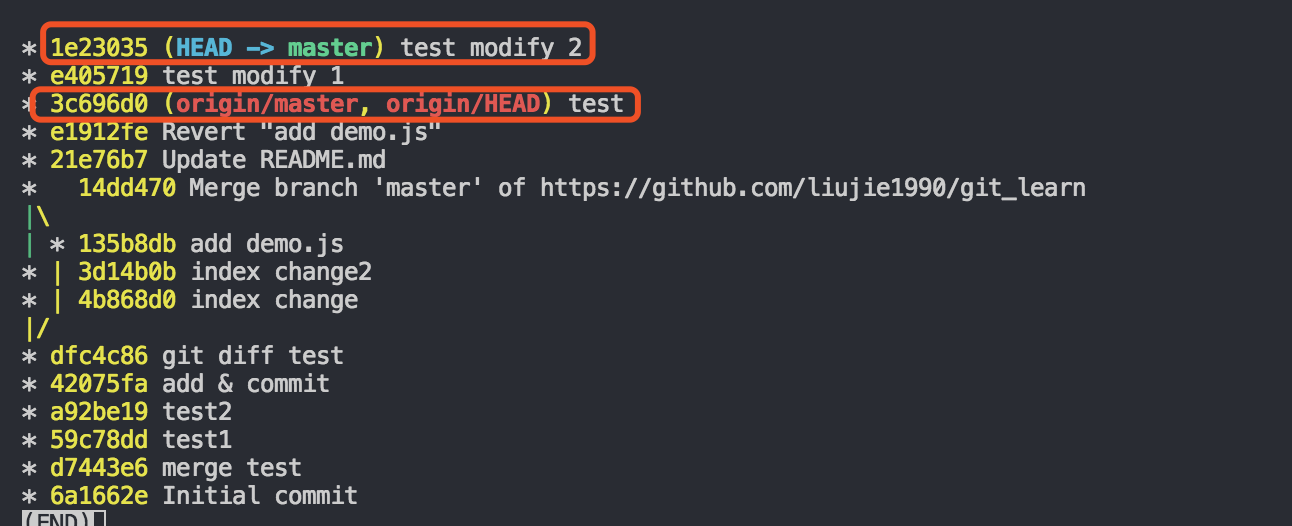 * 1e23035 (HEAD -> master) test modify 2
* e405719 test modify 1
* 3c696d0 (origin/master, origin/HEAD) test
* e1912fe Revert "add demo.js"
* 21e76b7 Update README.md
*   14dd470 Merge branch 'master' of https://github.com/liujie1990/git_learn
|\
| * 135b8db add demo.js
* | 3d14b0b index change2
* | 4b868d0 index change
|/
* dfc4c86 git diff test
* 42075fa add & commit
* a92be19 test2
* 59c78dd test1
* d7443e6 merge test
* 6a1662e Initial commit
(END)